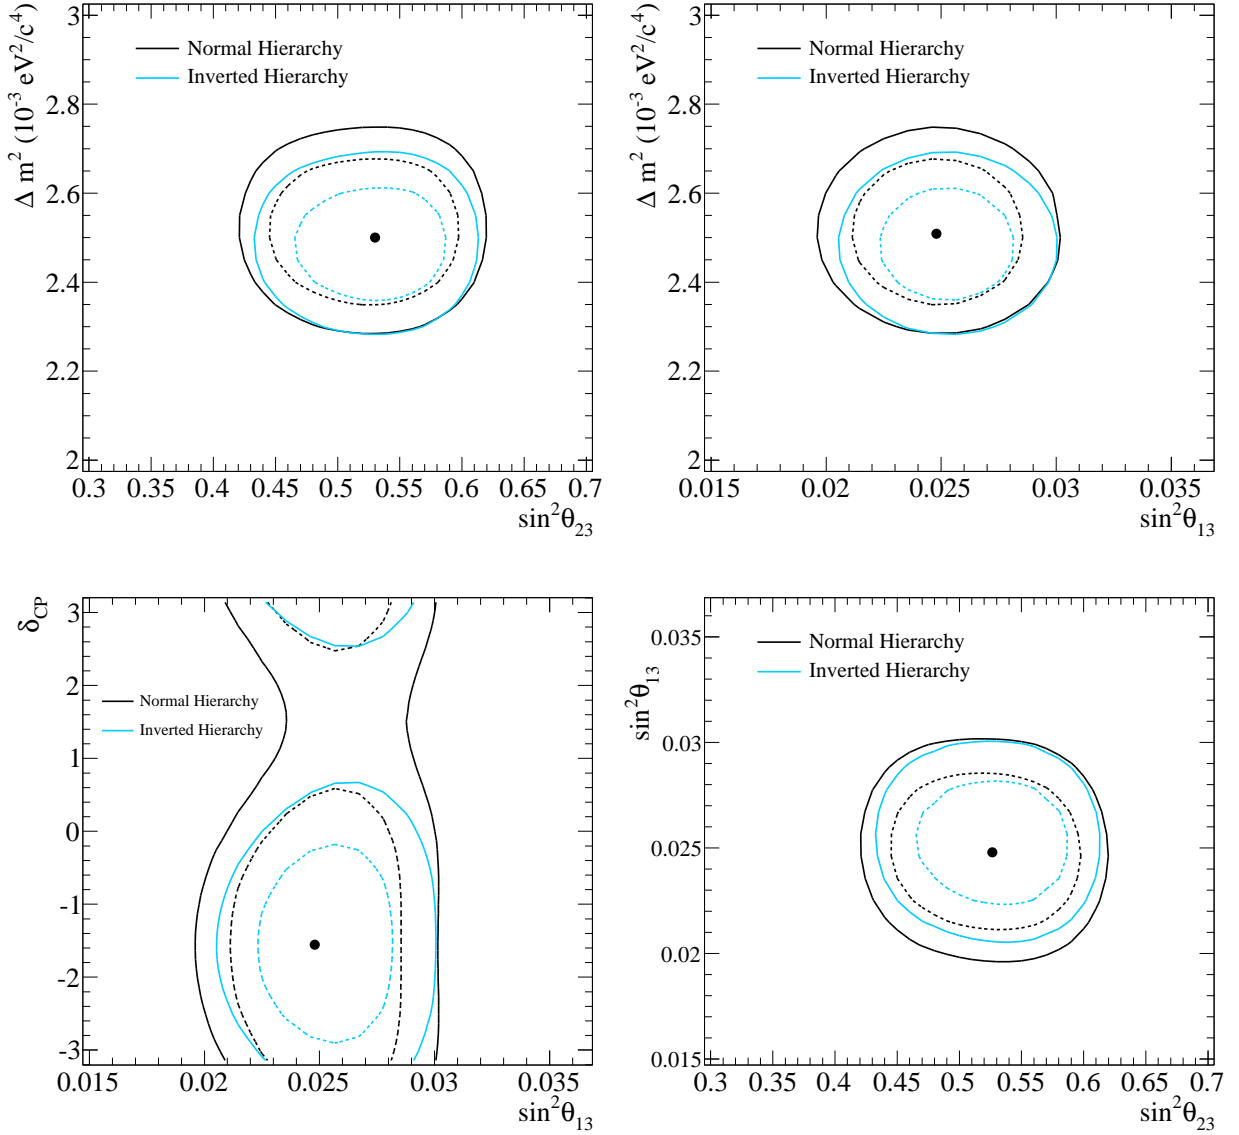 Δ m² (10⁻³ eV²/c⁴)
3
2.8
2.6
2.4
2.2
2
Normal Hierarchy
Inverted Hierarchy
0.3 0.35 0.4 0.45 0.5 0.55 0.6 0.65 0.7
sin²θ₂₃
Δ m² (10⁻³ eV²/c⁴)
3
2.8
2.6
2.4
2.2
2
Normal Hierarchy
Inverted Hierarchy
0.015 0.02 0.025 0.03 0.035
sin²θ₁₃
δCP
3
2
1
0
-1
-2
-3
Normal Hierarchy
Inverted Hierarchy
0.015 0.02 0.025 0.03 0.035
sin²θ₁₃
sin²θ₁₃
0.035
0.03
0.025
0.02
0.015
Normal Hierarchy
Inverted Hierarchy
0.3 0.35 0.4 0.45 0.5 0.55 0.6 0.65 0.7
sin²θ₂₃